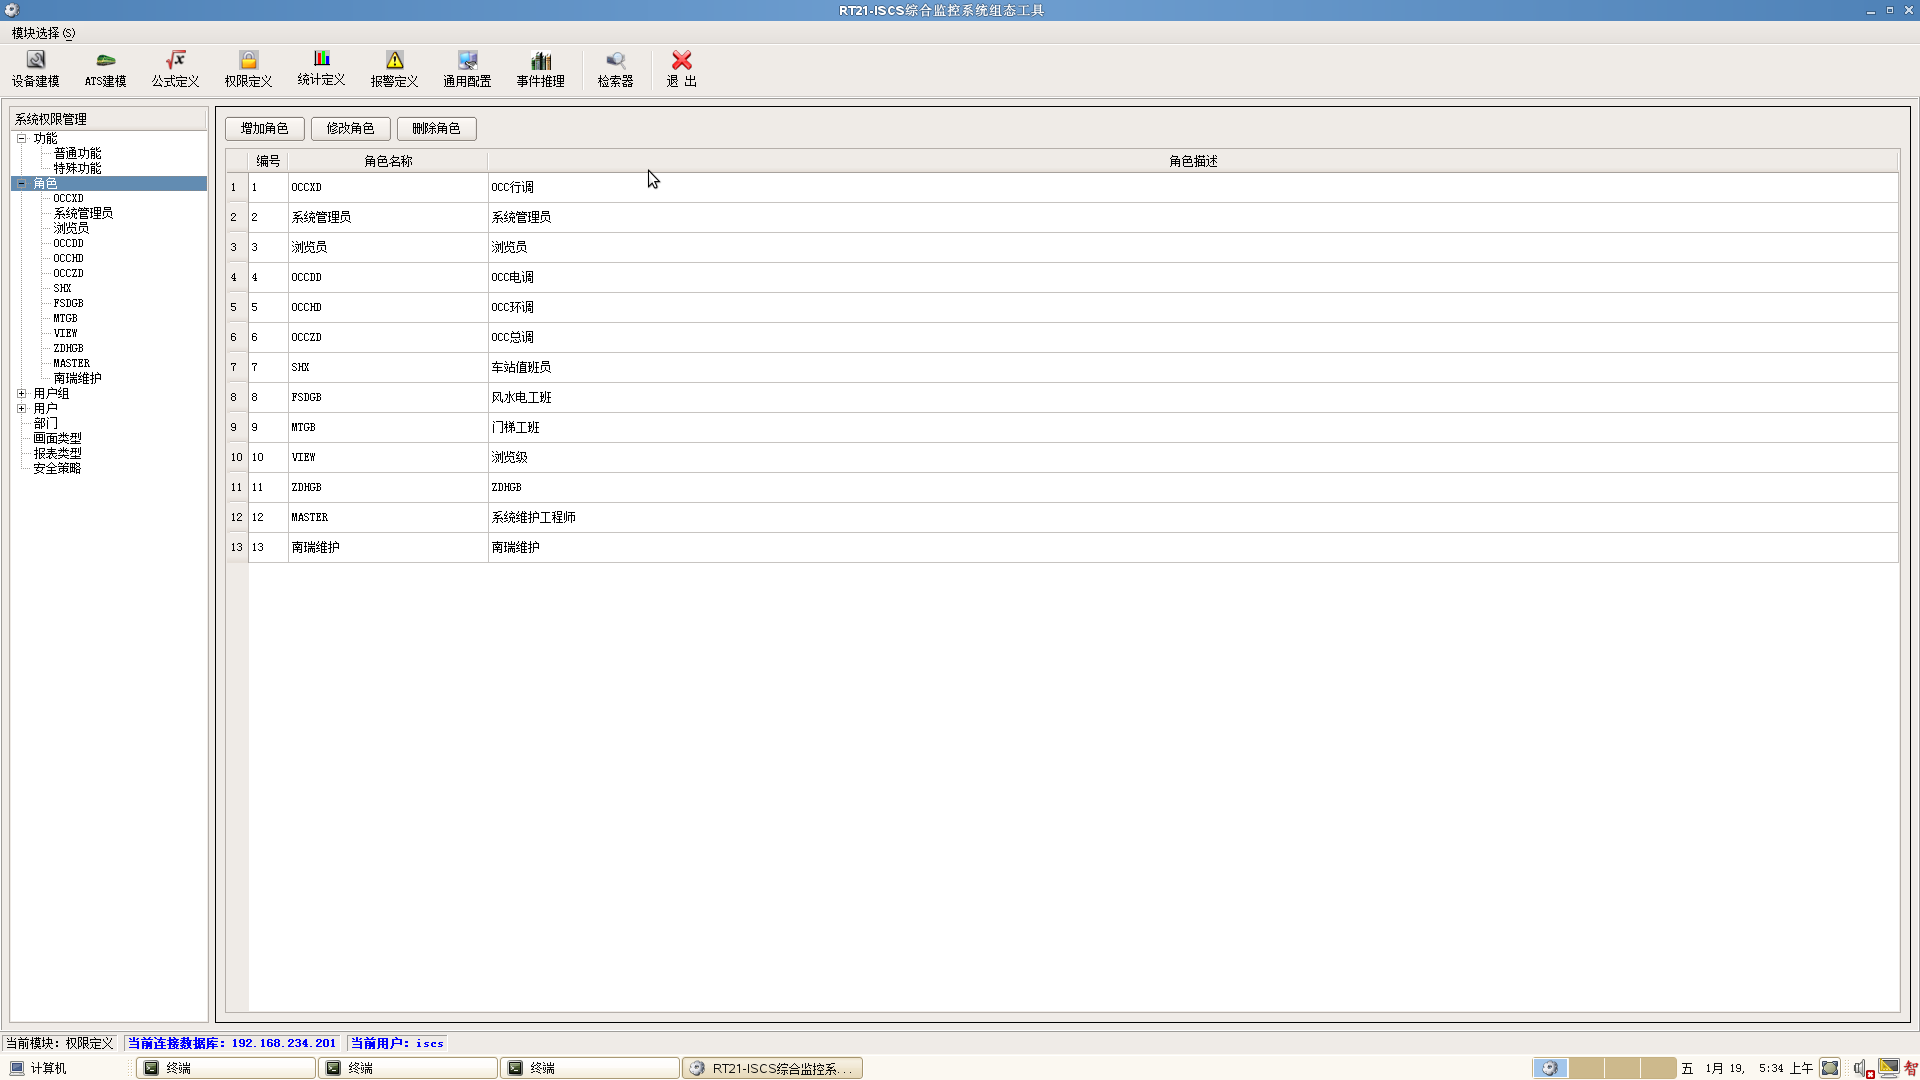 RT21-ISCS综合监控系统组态工具
模块选择(S)
设备建模 ATS建模 公式定义 权限定义 统计定义 报警定义 通用配置 事件推理 检索器 退 出
系统权限管理
功能
普通功能
特殊功能
角色
OCCXD
系统管理员
浏览员
OCCDD
OCCHD
OCCZD
SHX
FSDGB
MTGB
VIEW
ZDHGB
MASTER
南瑞维护
用户组
用户
部门
画面类型
报表类型
安全策略
增加角色 修改角色 删除角色
编号 角色名称 角色描述
1 1 OCCXD OCC行调
2 2 系统管理员 系统管理员
3 3 浏览员 浏览员
4 4 OCCDD OCC电调
5 5 OCCHD OCC环调
6 6 OCCZD OCC总调
7 7 SHX 车站值班员
8 8 FSDGB 风水电工班
9 9 MTGB 门梯工班
10 10 VIEW 浏览级
11 11 ZDHGB ZDHGB
12 12 MASTER 系统维护工程师
13 13 南瑞维护 南瑞维护
当前模块: 权限定义 当前连接数据库: 192.168.234.201 当前用户: iscs
计算机 终端 终端 终端 RT21-ISCS综合监控系... 五 1月 19, 5:34 上午 智